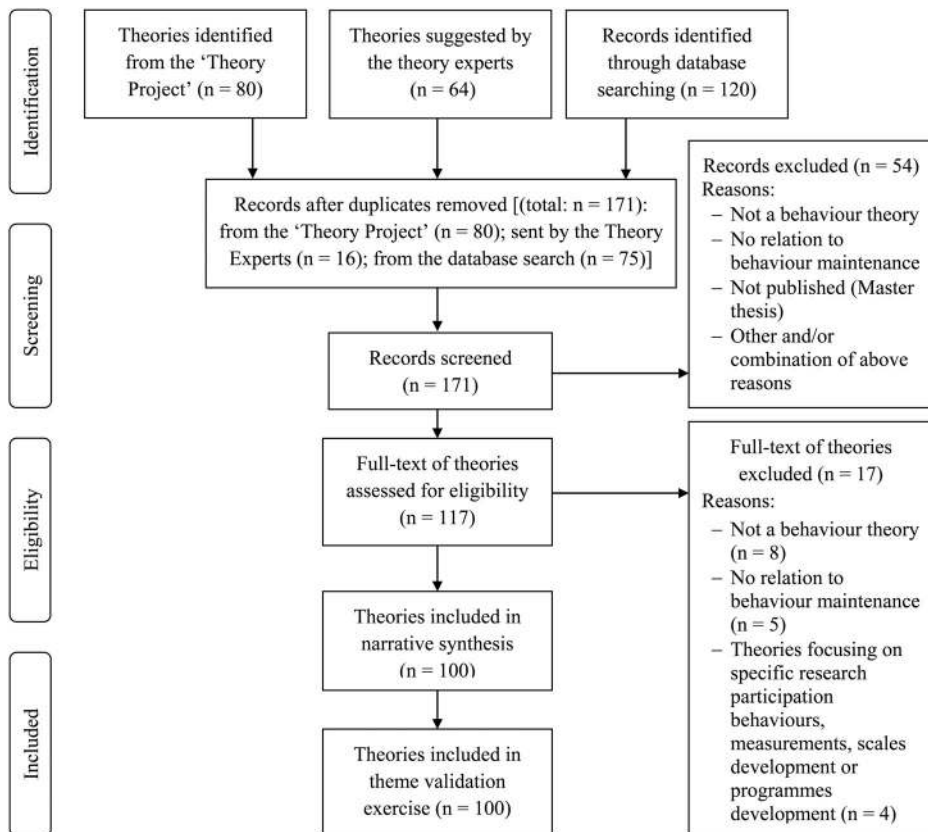 Identification
Theories identified
from the ‘Theory
Project’ (n = 80)
Theories suggested by
the theory experts
(n = 64)
Records identified
through database
searching (n = 120)
Records after duplicates removed [(total: n = 171):
from the ‘Theory Project’ (n = 80); sent by the Theory
Experts (n = 16); from the database search (n = 75)]
Screening
Records screened
(n = 171)
Records excluded (n = 54)
Reasons:
– Not a behaviour theory
– No relation to
behaviour maintenance
– Not published (Master
thesis)
– Other and/or
combination of above
reasons
Eligibility
Full-text of theories
assessed for eligibility
(n = 117)
Full-text of theories
excluded (n = 17)
Reasons:
– Not a behaviour theory
(n = 8)
– No relation to
behaviour maintenance
(n = 5)
– Theories focusing on
specific research
participation
behaviours,
measurements, scales
development or
programmes
development (n = 4)
Included
Theories included in
narrative synthesis
(n = 100)
Theories included in
theme validation
exercise (n = 100)